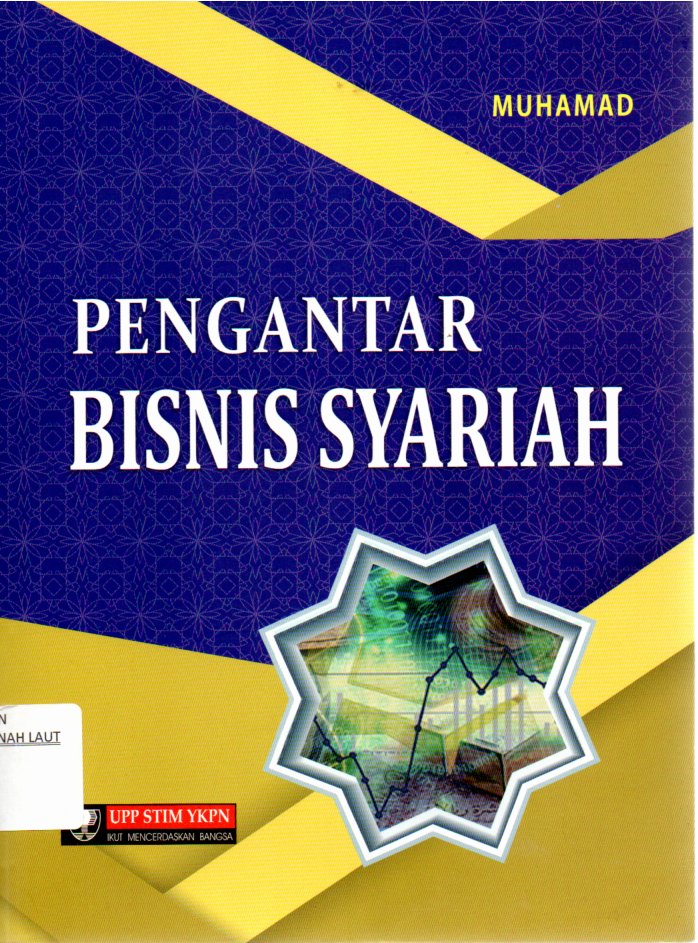 MUHAMAD
PENGANTAR
BISNIS SYARIAH
N
NAH LAUT
UPP STIM YKPN
IKUT MENCERDASKAN BANGSA